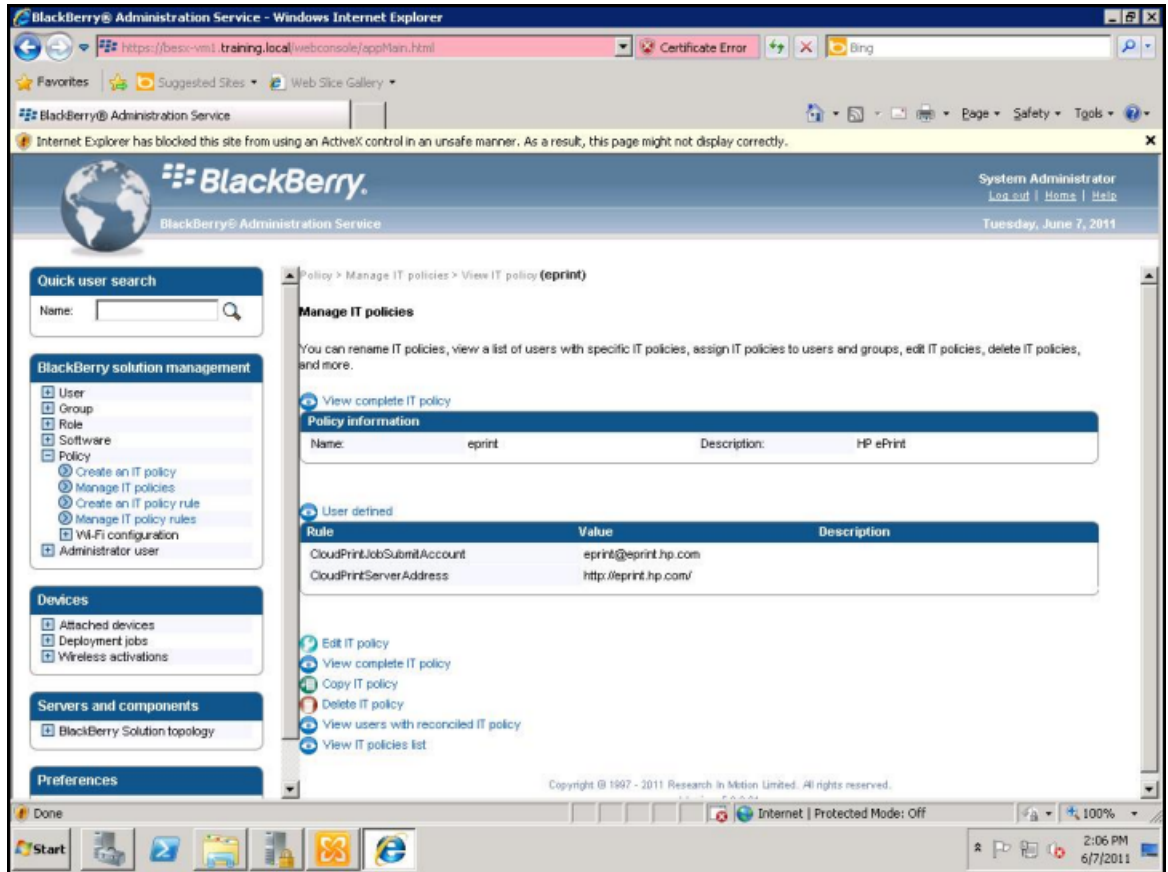 BlackBerry® Administration Service - Windows Internet Explorer
https://besx-vm1.training.local/webconsole/appMain.html
Certificate Error
Bing
Favorites
Suggested Sites
Web Slice Gallery
BlackBerry® Administration Service
Page
Safety
Tools
Internet Explorer has blocked this site from using an ActiveX control in an unsafe manner. As a result, this page might not display correctly.
BlackBerry.
System Administrator
Log out | Home | Help
BlackBerry® Administration Service
Tuesday, June 7, 2011
Quick user search
Name:
BlackBerry solution management
User
Group
Role
Software
Policy
Create an IT policy
Manage IT policies
Create an IT policy rule
Manage IT policy rules
Wi-Fi configuration
Administrator user
Devices
Attached devices
Deployment jobs
Wireless activations
Servers and components
BlackBerry Solution topology
Preferences
Policy > Manage IT policies > View IT policy (eprint)
Manage IT policies
You can rename IT policies, view a list of users with specific IT policies, assign IT policies to users and groups, edit IT policies, delete IT policies,
and more.
View complete IT policy
Policy information
Name: eprint Description: HP ePrint
User defined
Rule Value Description
CloudPrintJobSubmitAccount eprint@eprint.hp.com
CloudPrintServerAddress http://eprint.hp.com/
Edit IT policy
View complete IT policy
Copy IT policy
Delete IT policy
View users with reconciled IT policy
View IT policies list
Copyright © 1997 - 2011 Research In Motion Limited. All rights reserved.
Done
Internet | Protected Mode: Off
100%
Start
2:06 PM
6/7/2011